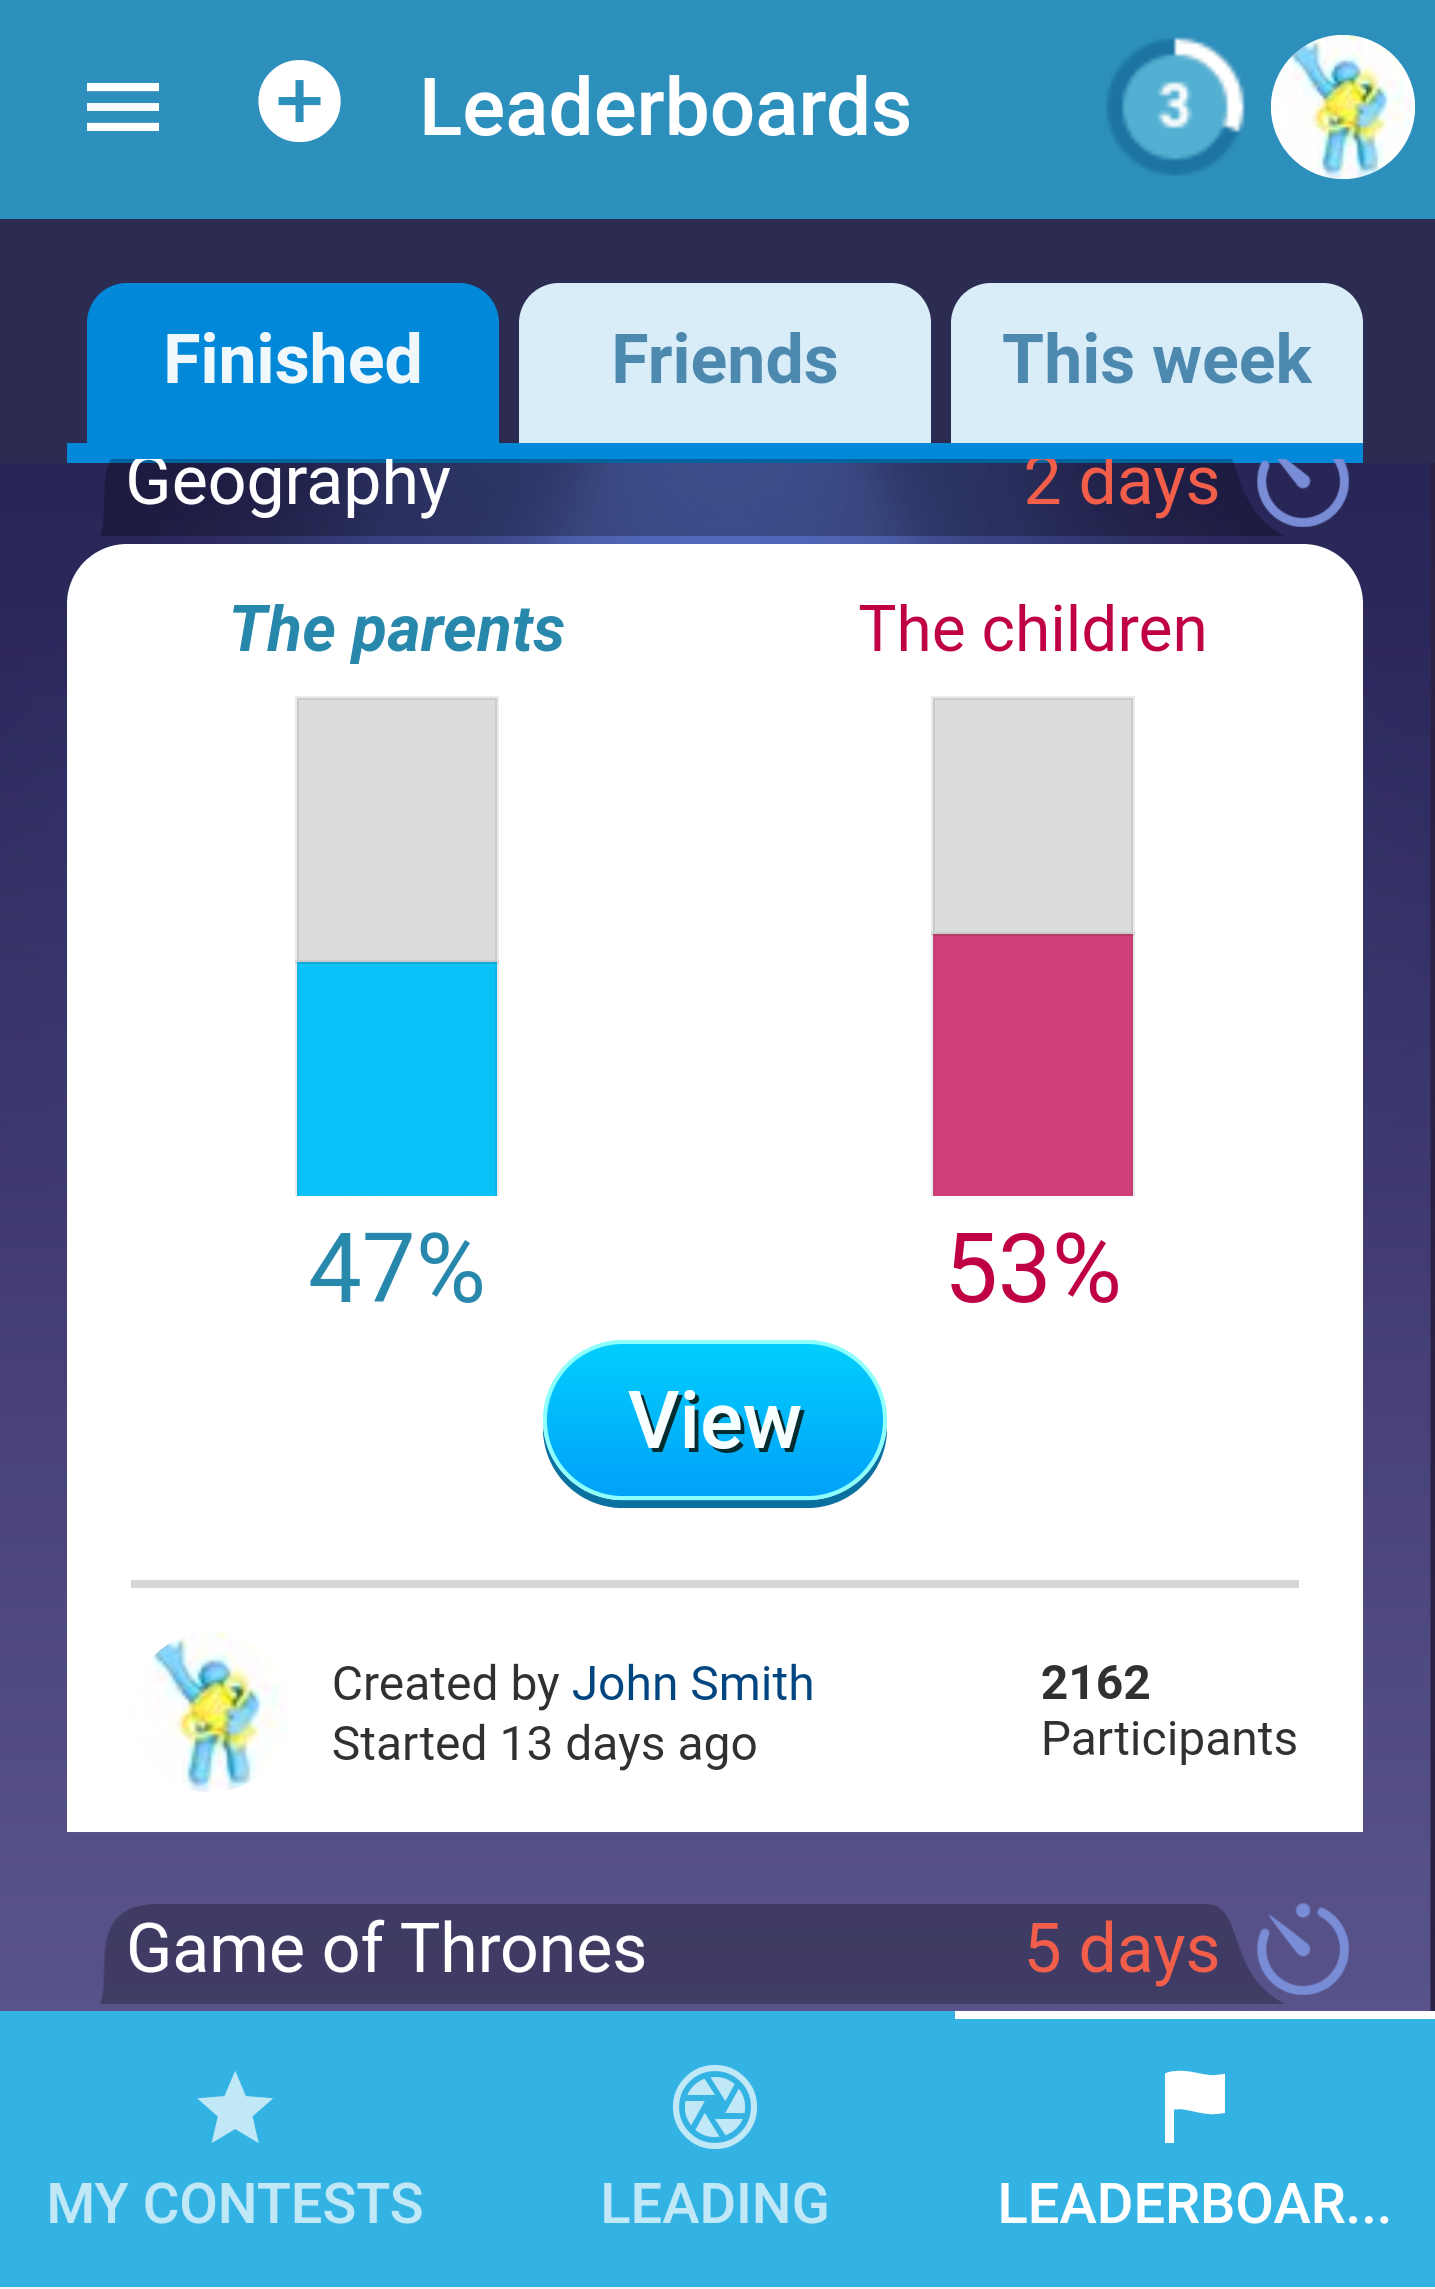 Leaderboards
3
Finished
Friends
This week
Geography
2 days
The parents
The children
47%
53%
View
Created by John Smith
Started 13 days ago
2162
Participants
Game of Thrones
5 days
MY CONTESTS
LEADING
LEADERBOAR...